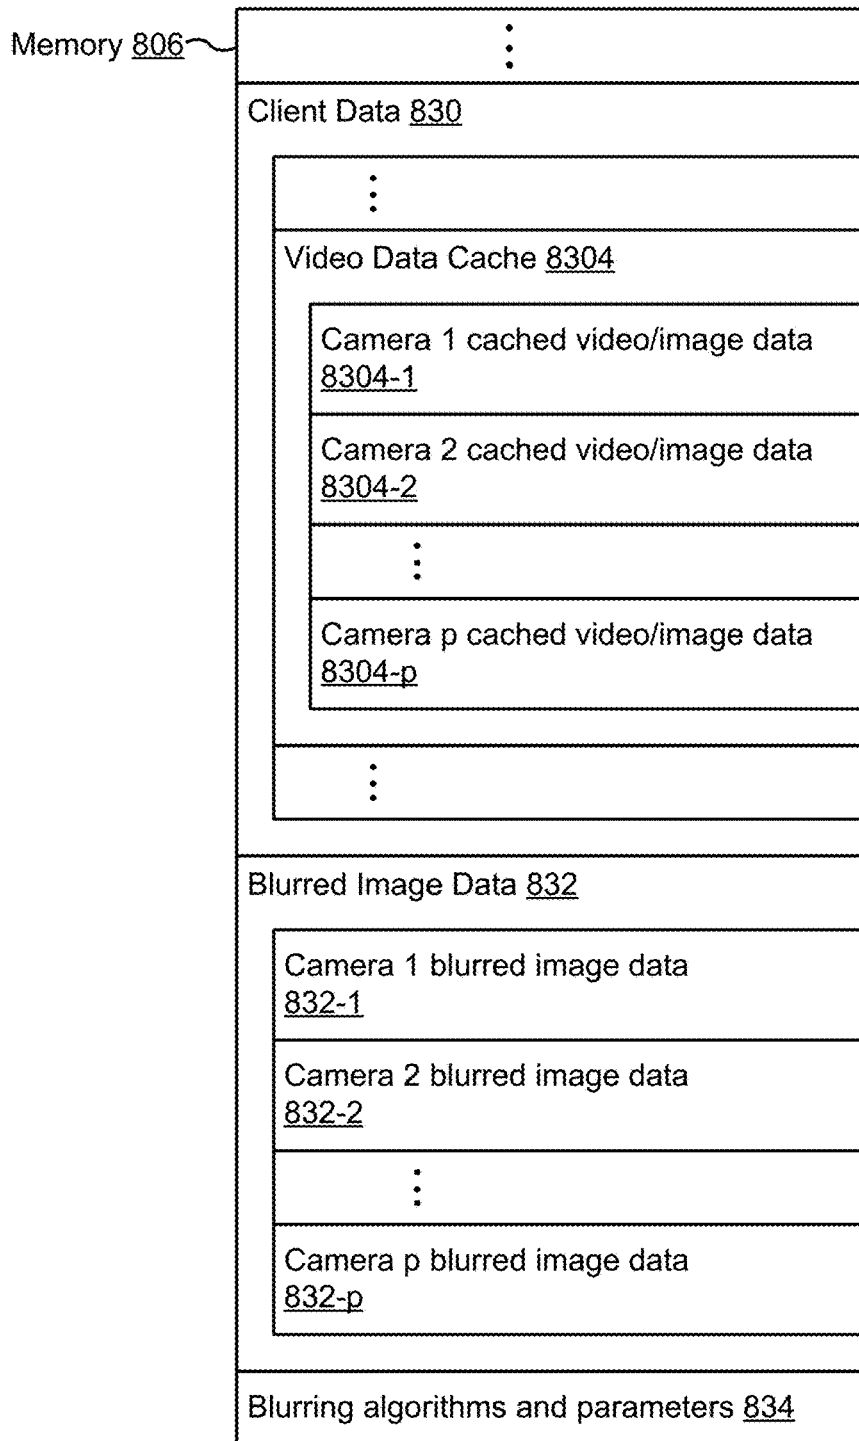 Memory 806
Client Data 830
Video Data Cache 8304
Camera 1 cached video/image data
8304-1
Camera 2 cached video/image data
8304-2
Camera p cached video/image data
8304-p
Blurred Image Data 832
Camera 1 blurred image data
832-1
Camera 2 blurred image data
832-2
Camera p blurred image data
832-p
Blurring algorithms and parameters 834